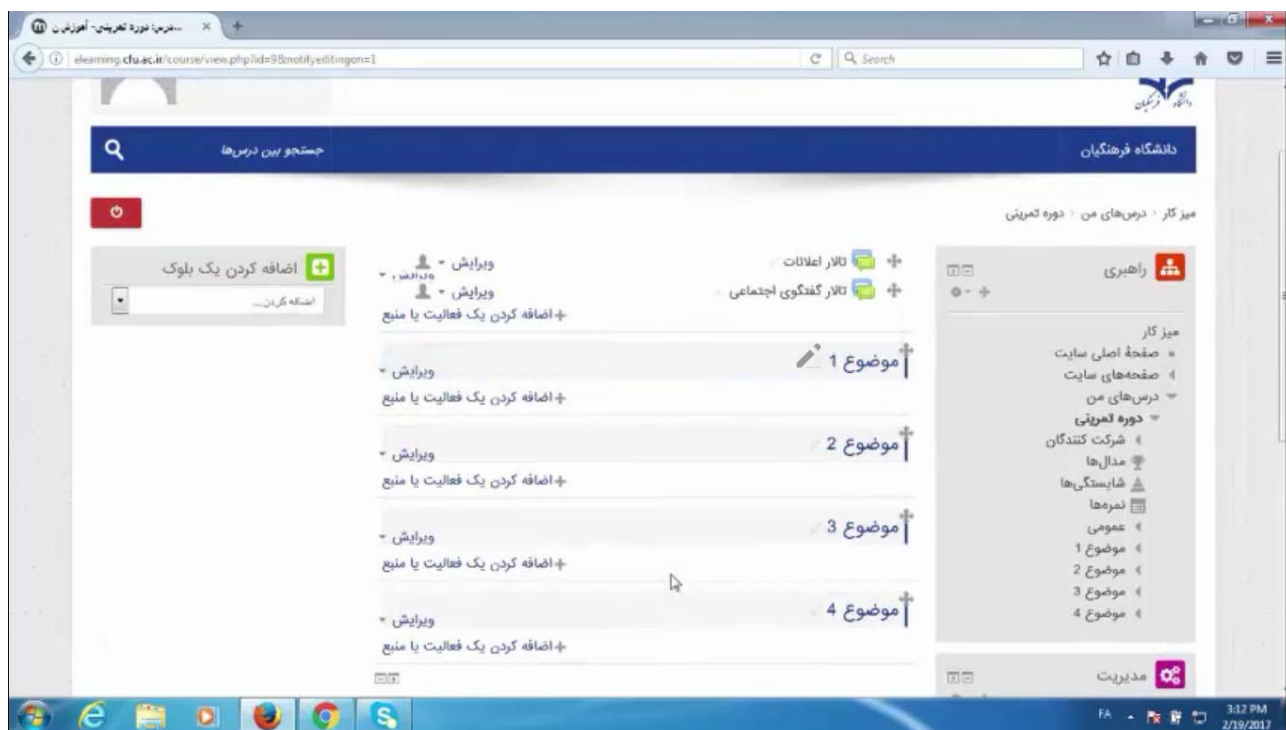 درس: دوره تمرینی- آموزش ن...
elearning.cfu.ac.ir/course/view.php?id=98&notifyeditingon=1
Search
دانشگاه فرهنگیان
دانشگاه فرهنگیان
جستجو بین درس‌ها
میز کار
درس‌های من
دوره تمرینی
راهبری
میز کار
صفحهٔ اصلی سایت
صفحه‌های سایت
درس‌های من
دوره تمرینی
شرکت کنندگان
مدال‌ها
شایستگی‌ها
نمره‌ها
عمومی
موضوع 1
موضوع 2
موضوع 3
موضوع 4
مدیریت
تالار اعلانات
ویرایش
ویرایش
تالار گفتگوی اجتماعی
ویرایش
+اضافه کردن یک فعالیت یا منبع
موضوع 1
ویرایش
+اضافه کردن یک فعالیت یا منبع
موضوع 2
ویرایش
+اضافه کردن یک فعالیت یا منبع
موضوع 3
ویرایش
+اضافه کردن یک فعالیت یا منبع
موضوع 4
ویرایش
+اضافه کردن یک فعالیت یا منبع
اضافه کردن یک بلوک
اضافه کردن...
FA
3:12 PM
2/19/2017